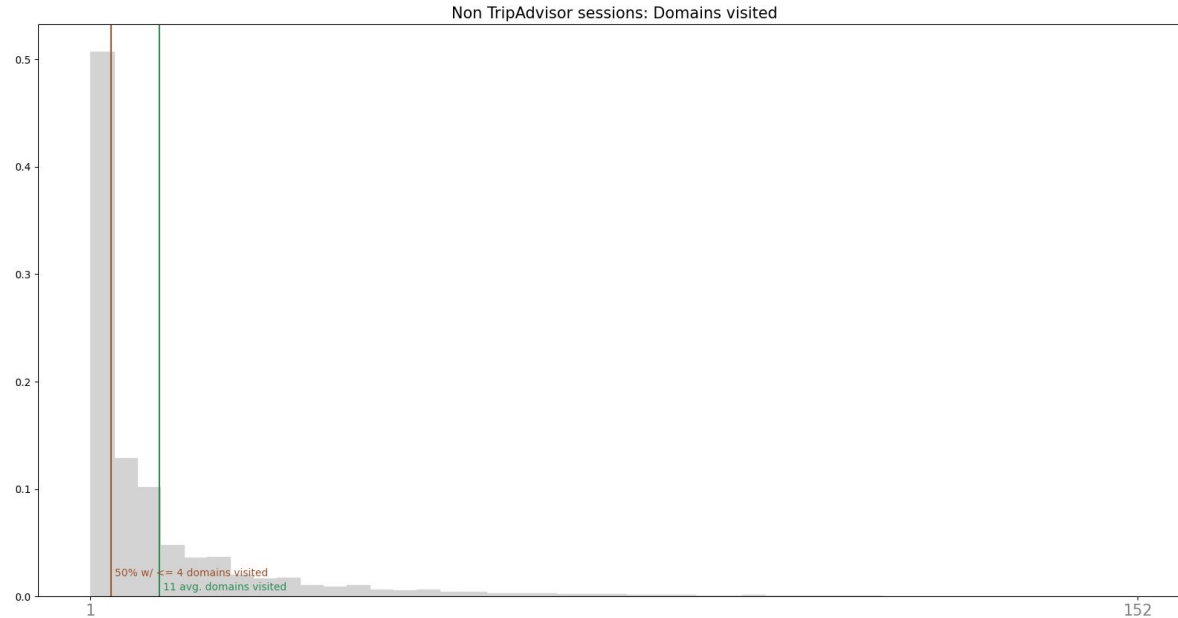 Non TripAdvisor sessions: Domains visited
0.5
0.4
0.3
0.2
0.1
0.0
50% w/ <= 4 domains visited
11 avg. domains visited
1
152